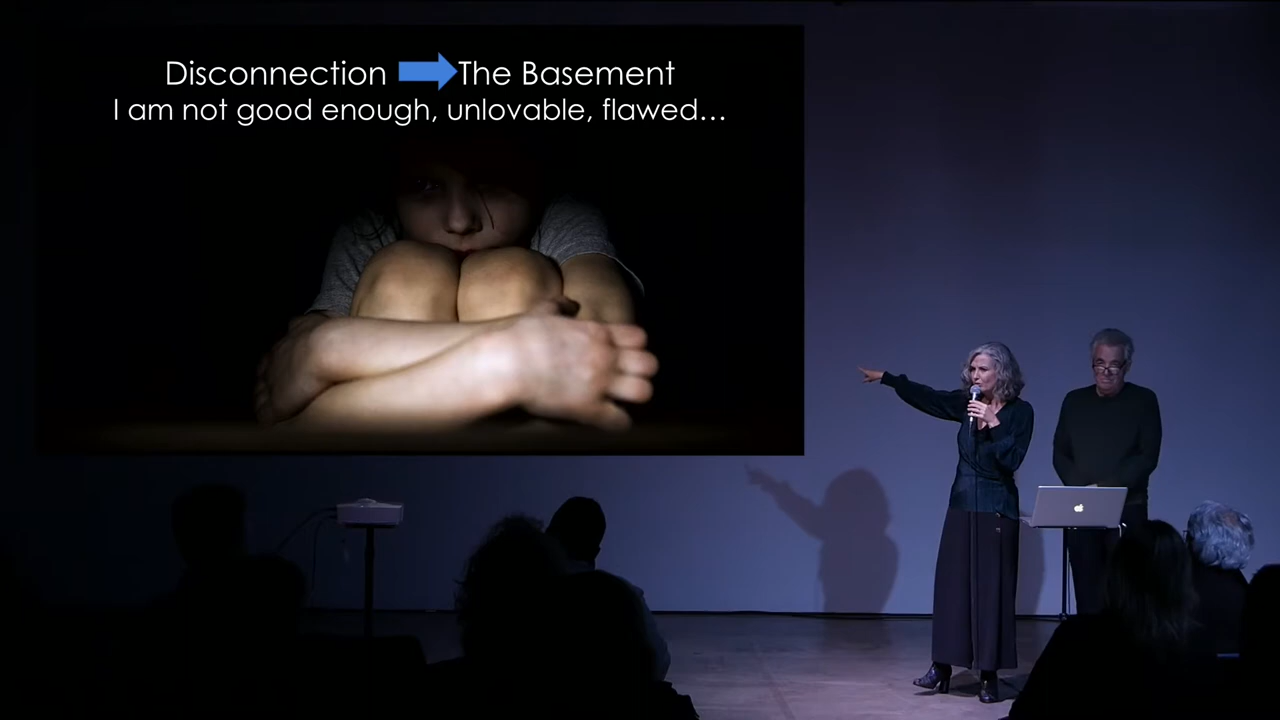 Disconnection The Basement
I am not good enough, unlovable, flawed...